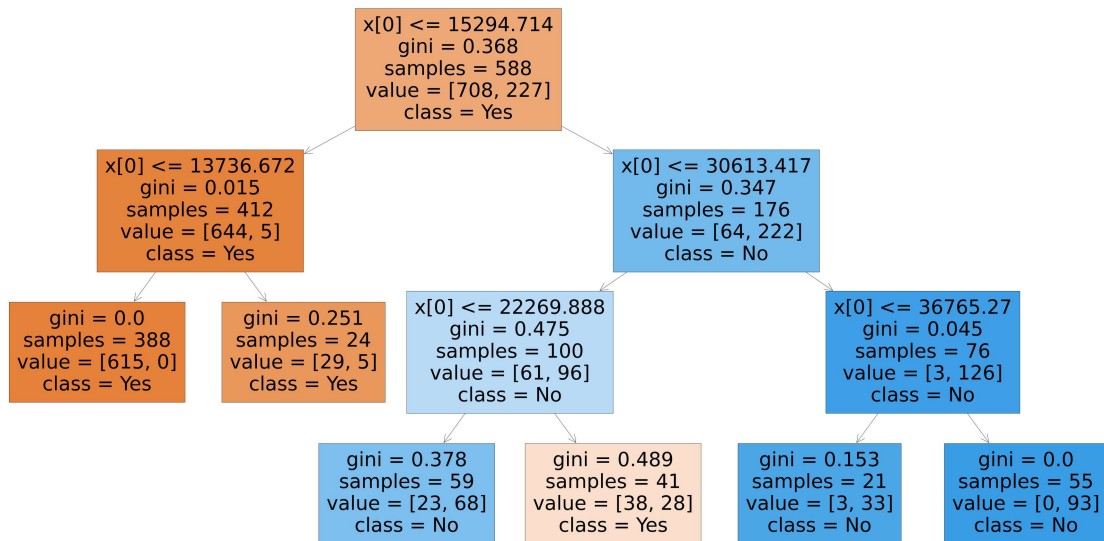 x[0] <= 15294.714
gini = 0.368
samples = 588
value = [708, 227]
class = Yes
x[0] <= 13736.672
gini = 0.015
samples = 412
value = [644, 5]
class = Yes
x[0] <= 30613.417
gini = 0.347
samples = 176
value = [64, 222]
class = No
gini = 0.0
samples = 388
value = [615, 0]
class = Yes
gini = 0.251
samples = 24
value = [29, 5]
class = Yes
x[0] <= 22269.888
gini = 0.475
samples = 100
value = [61, 96]
class = No
x[0] <= 36765.27
gini = 0.045
samples = 76
value = [3, 126]
class = No
gini = 0.378
samples = 59
value = [23, 68]
class = No
gini = 0.489
samples = 41
value = [38, 28]
class = Yes
gini = 0.153
samples = 21
value = [3, 33]
class = No
gini = 0.0
samples = 55
value = [0, 93]
class = No